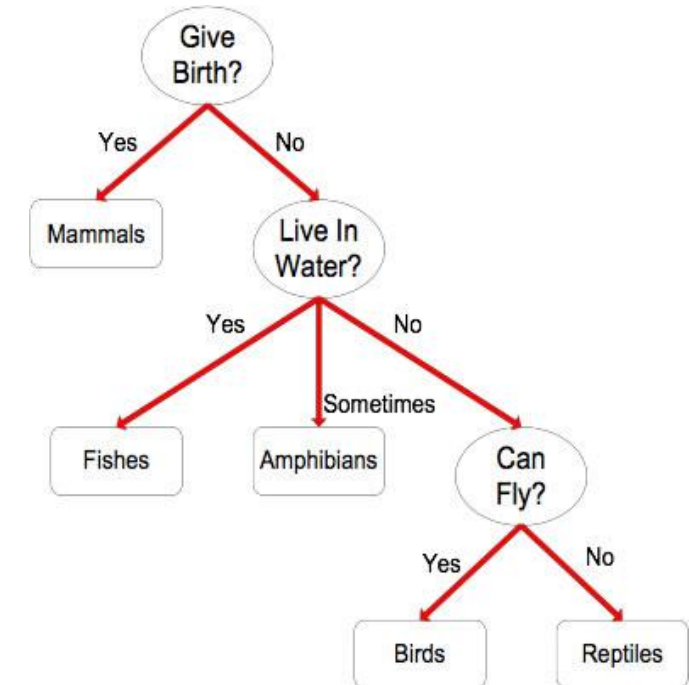 Give
Birth?
Yes
No
Mammals
Live In
Water?
Yes
No
Sometimes
Fishes
Amphibians
Can
Fly?
Yes
No
Birds
Reptiles